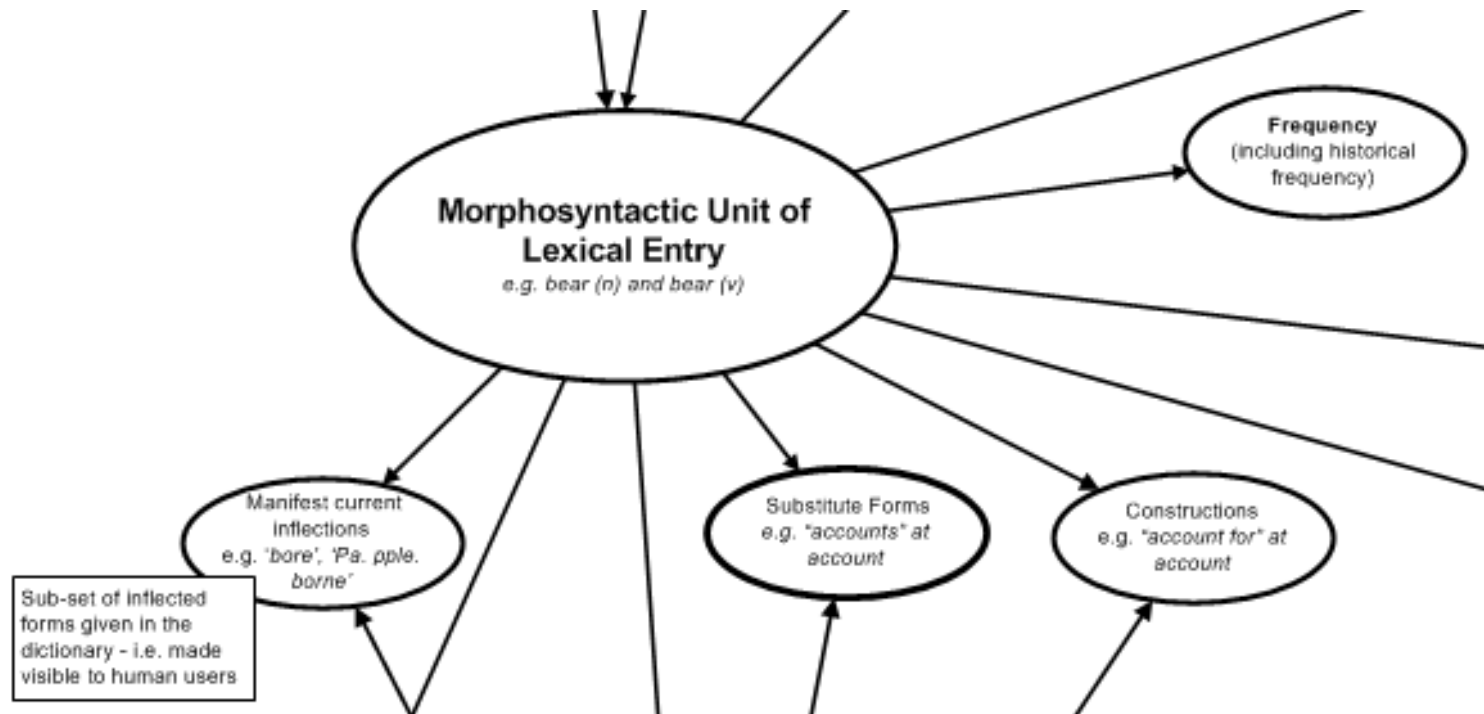 Frequency
(including historical
frequency)
Morphosyntactic Unit of
Lexical Entry
e.g. bear (n) and bear (v)
Manifest current
inflections
e.g. 'bore', 'Pa. pple.
borne'
Substitute Forms
e.g. "accounts" at
account
Constructions
e.g. "account for" at
account
Sub-set of inflected
forms given in the
dictionary - i.e. made
visible to human users